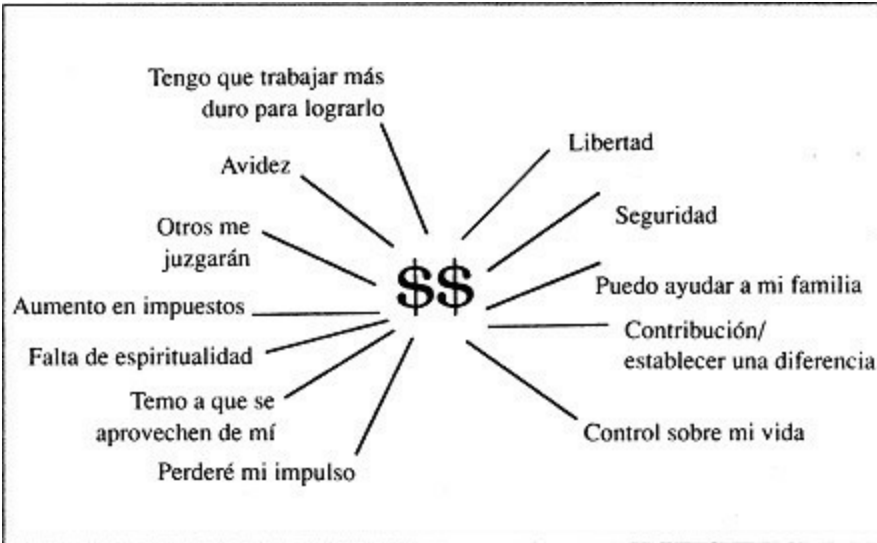 Tengo que trabajar más
duro para lograrlo
Avidez
Otros me
juzgarán
Aumento en impuestos
Falta de espiritualidad
Temo a que se
aprovechen de mí
Perderé mi impulso
$$
Libertad
Seguridad
Puedo ayudar a mi familia
Contribución/
establecer una diferencia
Control sobre mi vida